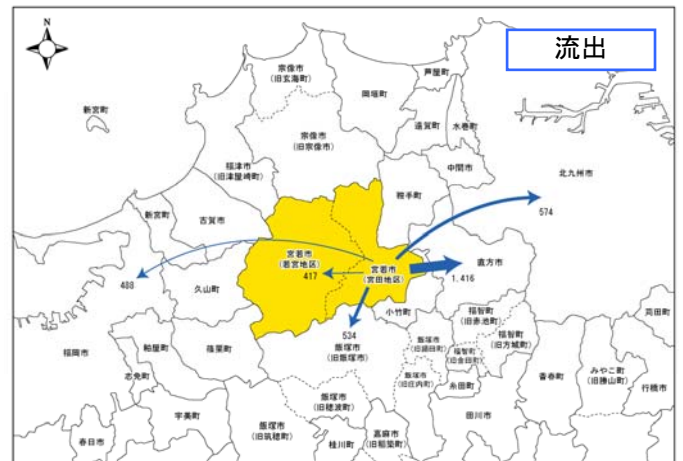 N
流出
宗像市
(旧玄海町)
芦屋町
岡垣町
新宮町
遠賀町
水巻町
宗像市
(旧宗像市)
中間市
北九州市
福津市
(旧津屋崎町)
鞍手町
新宮町
古賀市
574
宮若市
(若宮地区)
417
宮若市
(宮田地区)
直方市
1,416
488
久山町
小竹町
福智町
(旧赤池町)
苅田町
534
飯塚市
(旧飯塚市)
飯塚市
(旧頴田町)
福智町
(旧方城町)
福岡市
粕屋町
篠栗町
福智町
(旧金田町)
志免町
飯塚市
(旧庄内町)
糸田町
香春町
みやこ町
(旧勝山町)
行橋市
宇美町
飯塚市
(旧穂波町)
飯塚市
(旧筑穂町)
田川市
春日市
桂川町
嘉麻市
(旧稲築町)